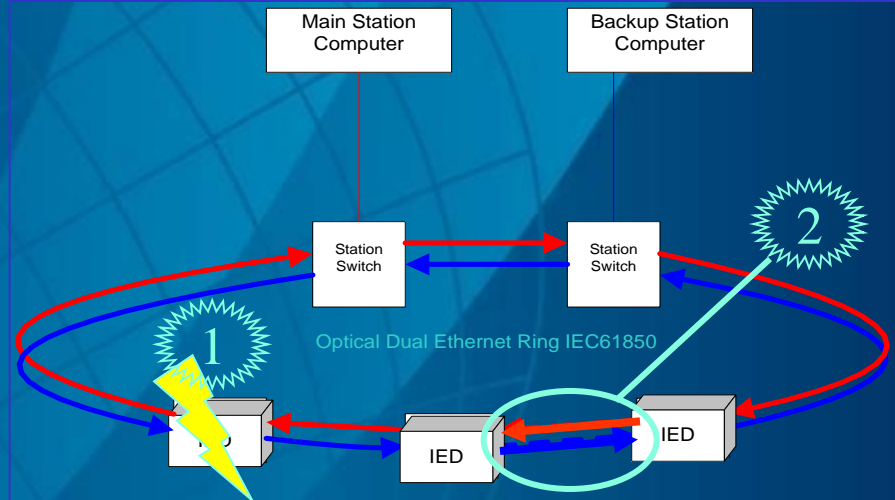 Main Station
Computer
Backup Station
Computer
2
Station
Switch
Station
Switch
1
Optical Dual Ethernet Ring IEC61850
IED
IED